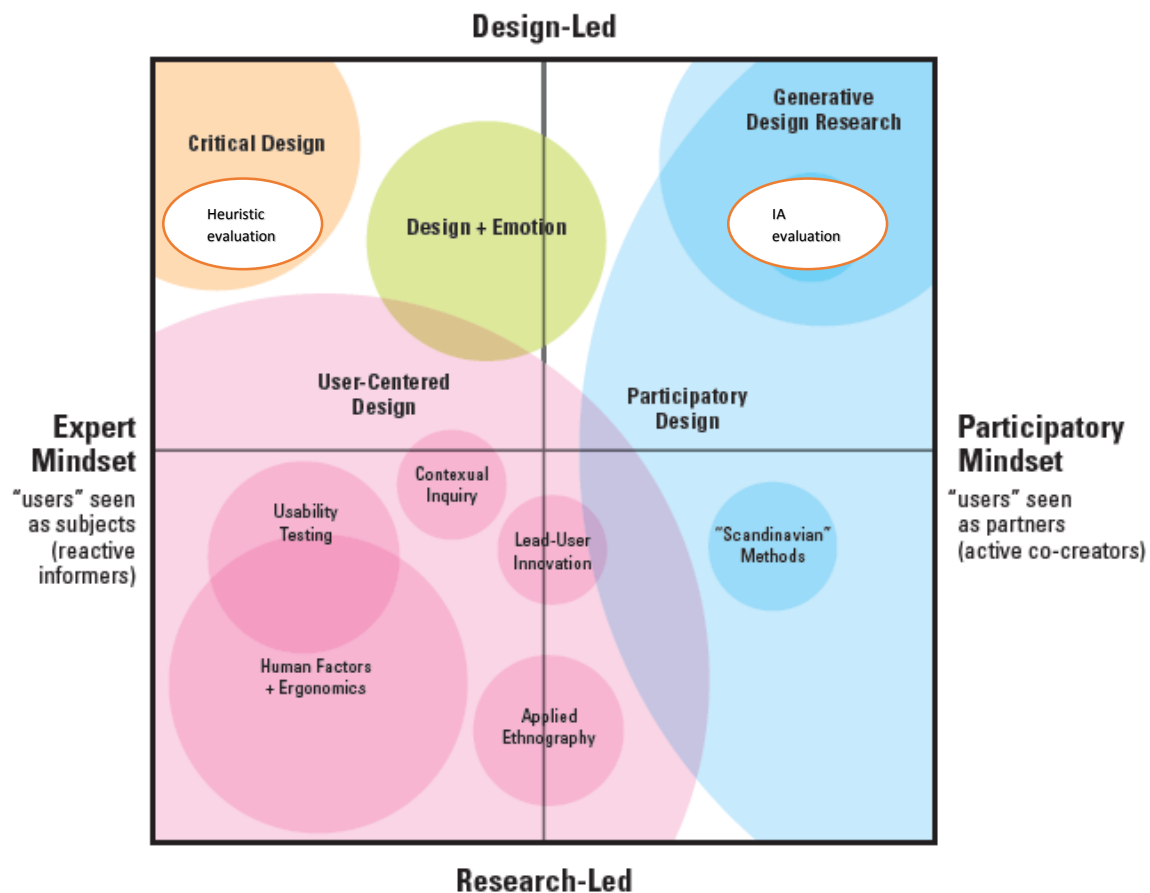 Design-Led
Generative
Design Research
Critical Design
Heuristic
evaluation
IA
evaluation
Design + Emotion
User-Centered
Design
Participatory
Design
Expert
Mindset
"users" seen
as subjects
(reactive
informers)
Participatory
Mindset
"users" seen
as partners
(active co-creators)
Contexual
Inquiry
Usability
Testing
Lead-User
Innovation
"Scandinavian"
Methods
Human Factors
+ Ergonomics
Applied
Ethnography
Research-Led